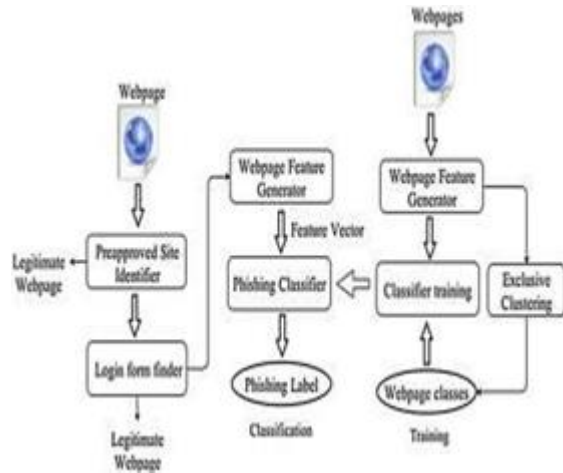 Webpage
Preapproved Site
Identifier
Legitimate
Webpage
Login form finder
Legitimate
Webpage
Webpage Feature
Generator
Feature Vector
Phishing Classifier
Phishing Label
Classification
Webpages
Webpage Feature
Generator
Classifier training
Exclusive
Clustering
Webpage classes
Training